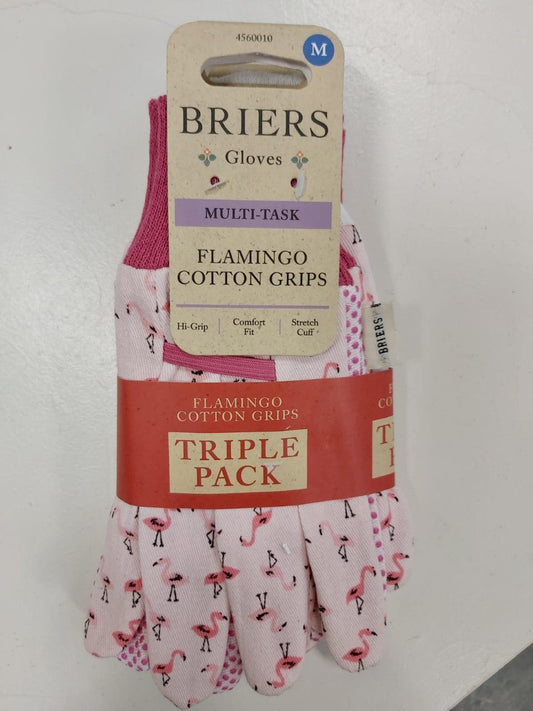 4560010
M
BRIERS
Gloves
MULTI-TASK
FLAMINGO
COTTON GRIPS
Hi-Grip
Comfort
Fit
Stretch
Cuff
BRIERS
FLAMINGO
COTTON GRIPS
TRIPLE
PACK